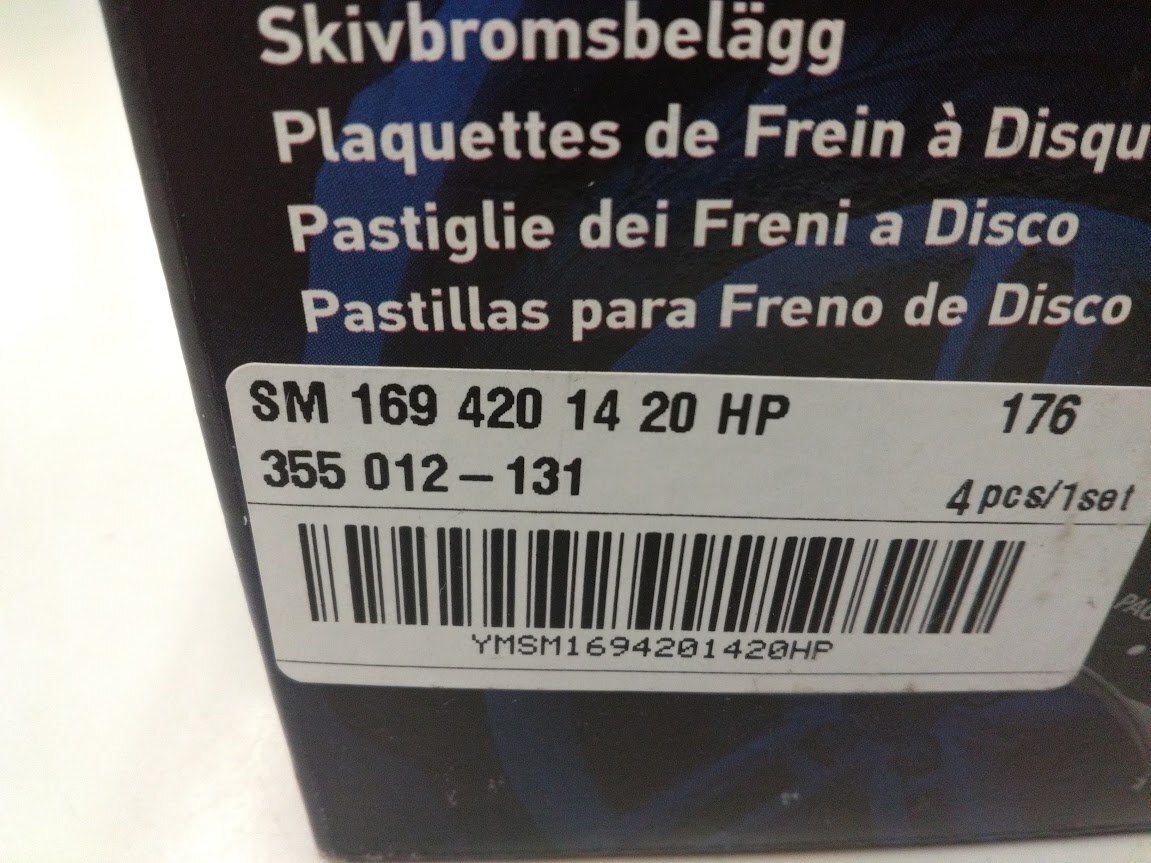 Skivbromsbelägg
Plaquettes de Frein à Disqu
Pastiglie dei Freni a Disco
Pastillas para Freno de Disco
SM 169 420 14 20 HP 176
355 012-131 4 pcs/1set
YMSM1694201420HP